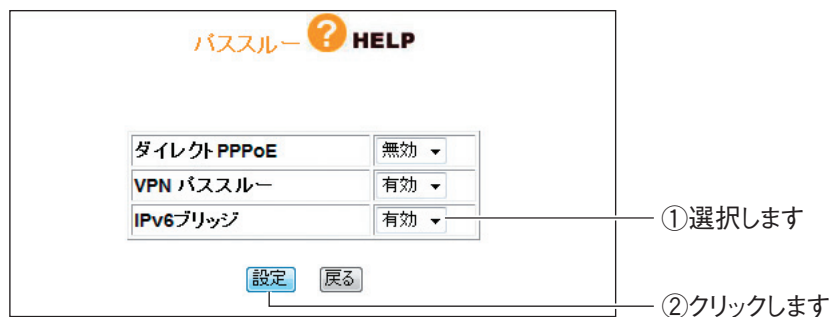 パススルー ? HELP
ダイレクトPPPoE 無効
VPN パススルー 有効
IPv6ブリッジ 有効
①選択します
設定 戻る
②クリックします